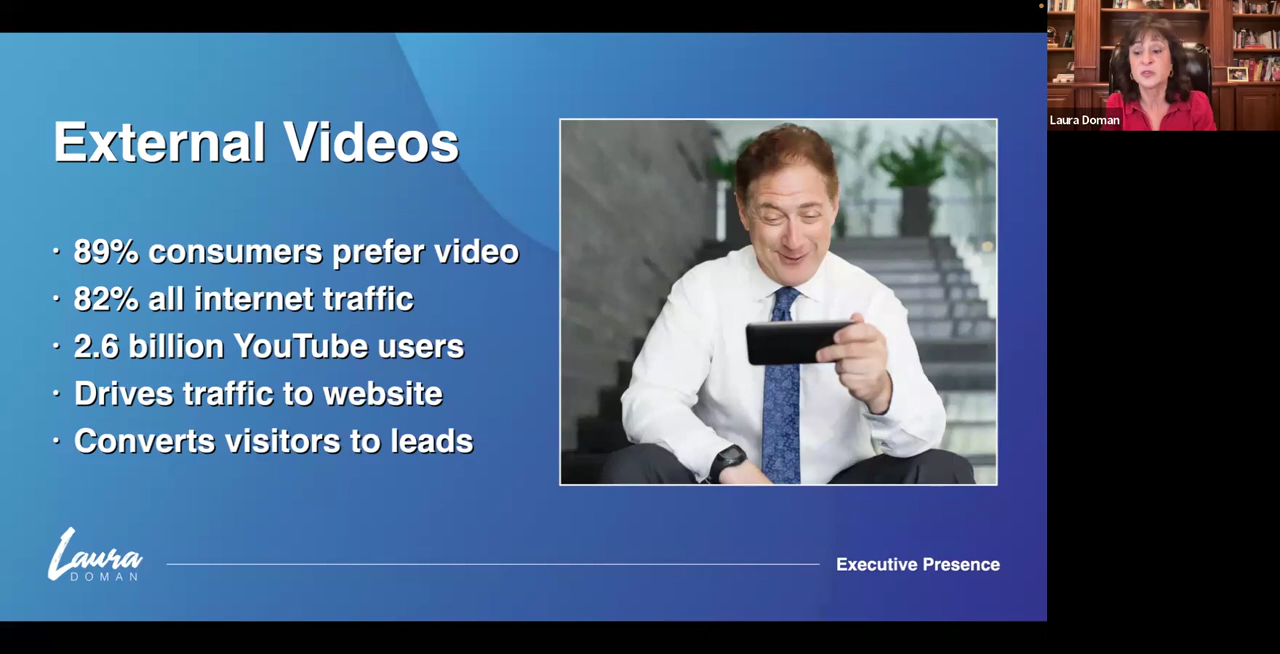 External Videos
· 89% consumers prefer video
· 82% all internet traffic
· 2.6 billion YouTube users
· Drives traffic to website
· Converts visitors to leads
Laura
DOMAN
Executive Presence
Laura Doman